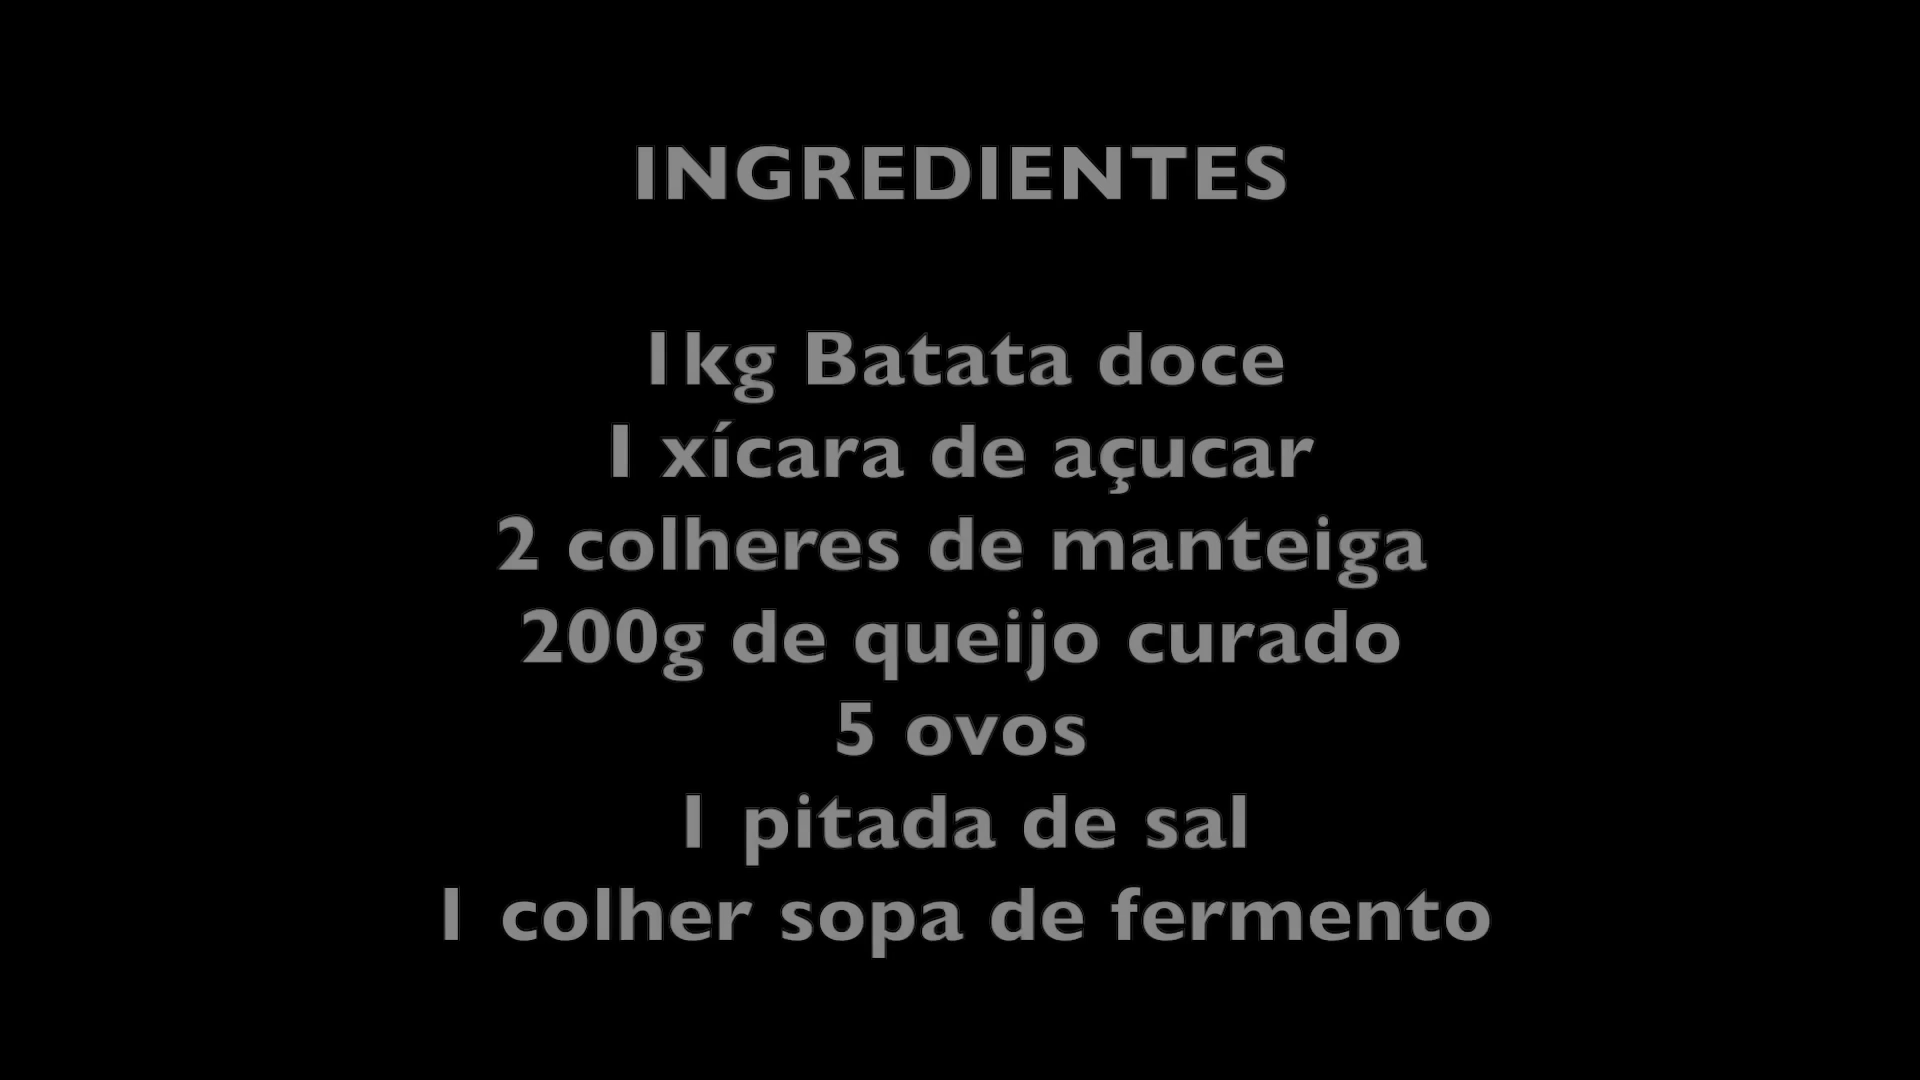 INGREDIENTES
1kg Batata doce
1 xícara de açucar
2 colheres de manteiga
200g de queijo curado
5 ovos
1 pitada de sal
1 colher sopa de fermento